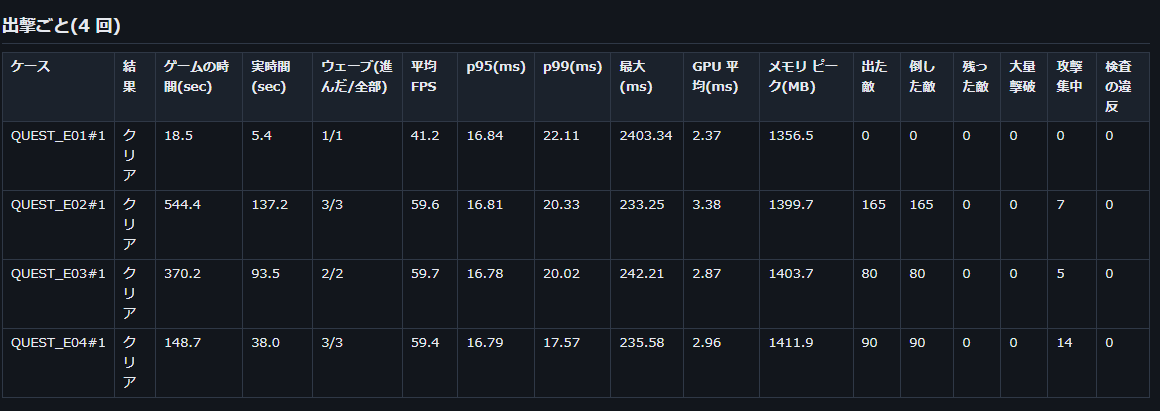 出撃ごと(4 回)
ケース 結果 ゲームの時間(sec) 実時間(sec) ウェーブ(進んだ/全部) 平均FPS p95(ms) p99(ms) 最大(ms) GPU 平均(ms) メモリ ピーク(MB) 出た敵 倒した敵 残った敵 大量撃破 攻撃集中 検査の違反
QUEST_E01#1 クリア 18.5 5.4 1/1 41.2 16.84 22.11 2403.34 2.37 1356.5 0 0 0 0 0 0
QUEST_E02#1 クリア 544.4 137.2 3/3 59.6 16.81 20.33 233.25 3.38 1399.7 165 165 0 0 7 0
QUEST_E03#1 クリア 370.2 93.5 2/2 59.7 16.78 20.02 242.21 2.87 1403.7 80 80 0 0 5 0
QUEST_E04#1 クリア 148.7 38.0 3/3 59.4 16.79 17.57 235.58 2.96 1411.9 90 90 0 0 14 0